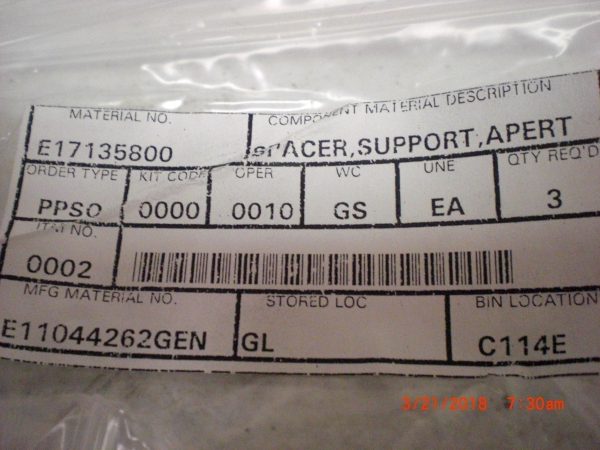 MATERIAL NO. COMPONENT MATERIAL DESCRIPTION
E17135800 SPACER,SUPPORT,APERT
ORDER TYPE KIT CODE OPER WC UNE QTY REQ'D
PPSO 0000 0010 GS EA 3
ITM NO.
0002
MFG MATERIAL NO. STORED LOC BIN LOCATION
E11044262GEN GL C114E
3/21/2018 7:30am